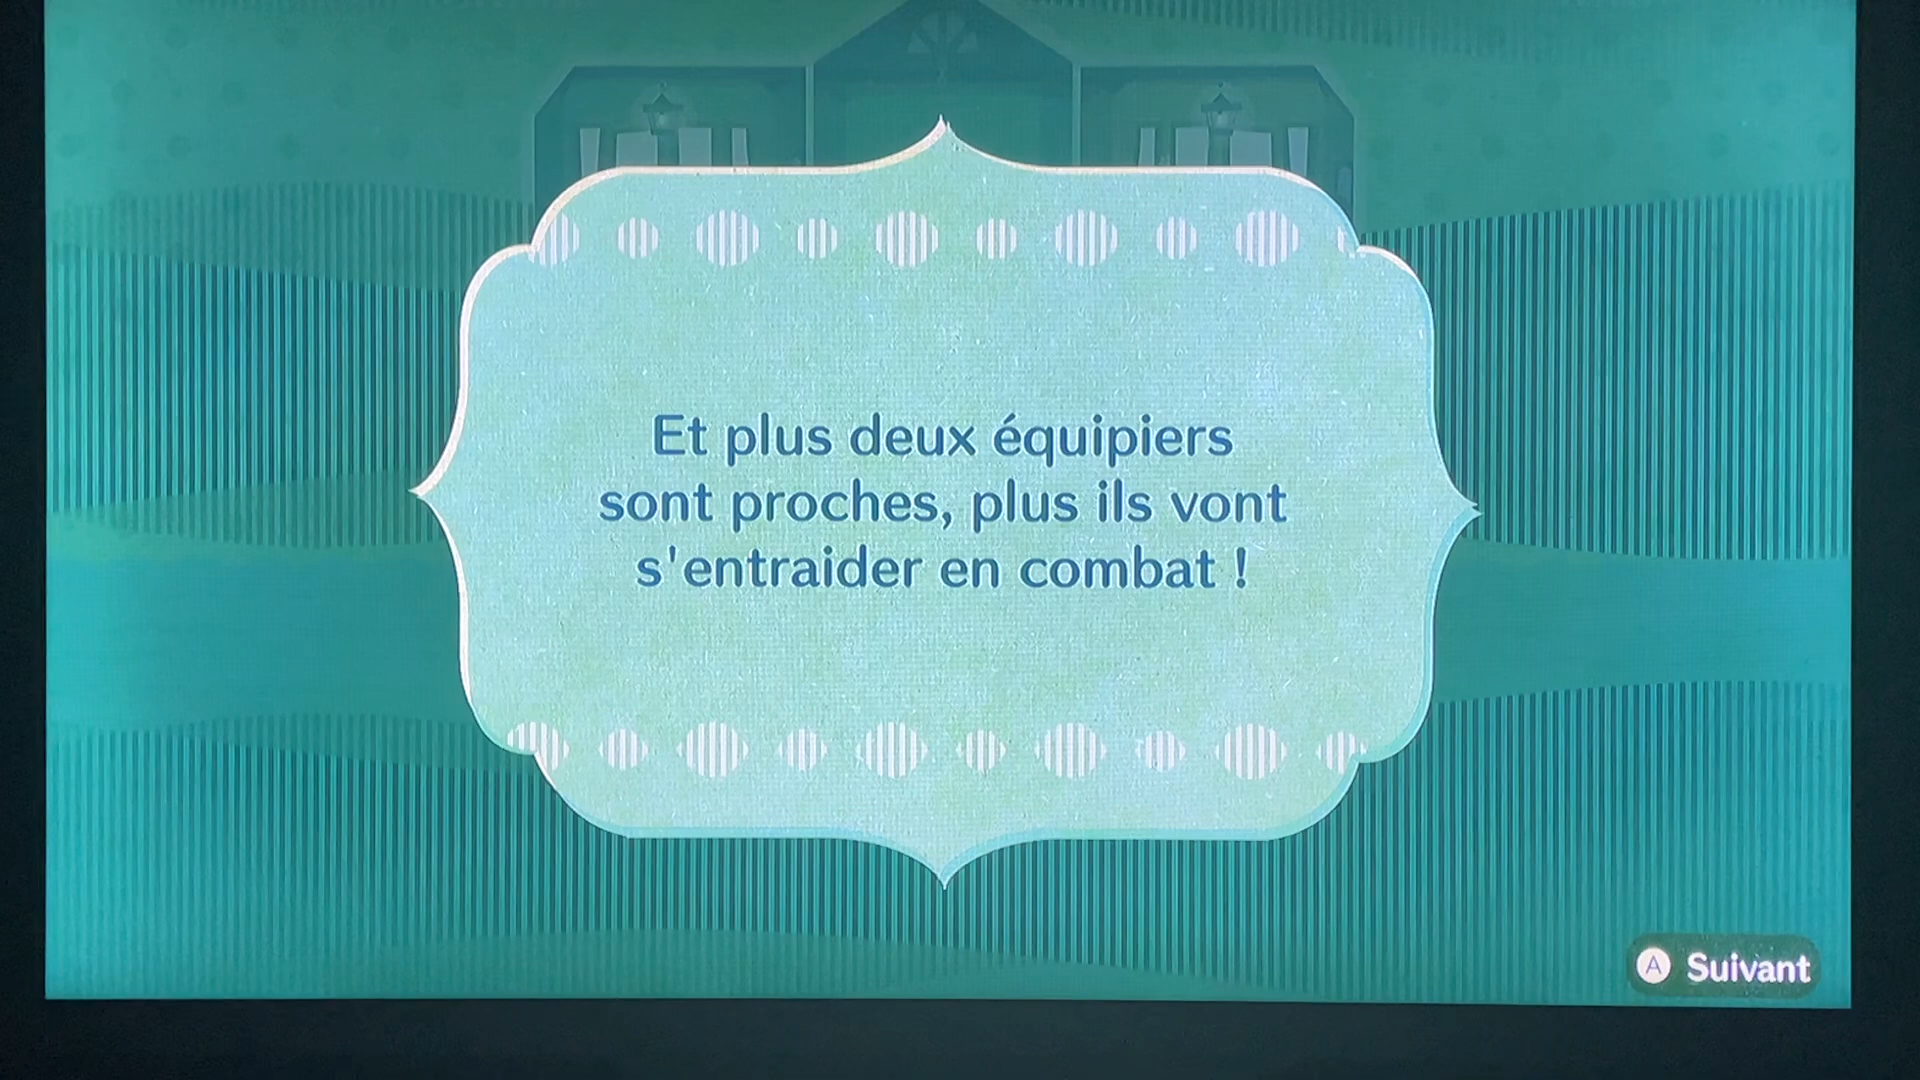 Et plus deux équipiers
sont proches, plus ils vont
s'entraider en combat !
A Suivant